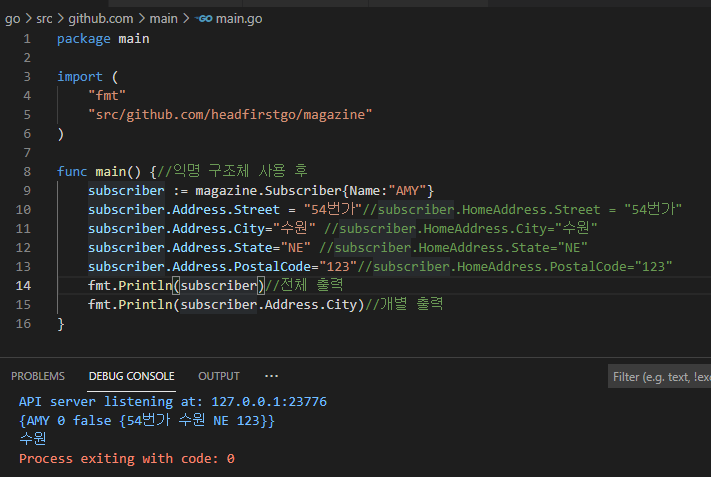 go > src > github.com > main > main.go
1 package main
2
3 import (
4 "fmt"
5 "src/github.com/headfirstgo/magazine"
6 )
7
8 func main() {//익명 구조체 사용 후
9 subscriber := magazine.Subscriber{Name:"AMY"}
10 subscriber.Address.Street = "54번가"//subscriber.HomeAddress.Street = "54번가"
11 subscriber.Address.City="수원" //subscriber.HomeAddress.City="수원"
12 subscriber.Address.State="NE" //subscriber.HomeAddress.State="NE"
13 subscriber.Address.PostalCode="123"//subscriber.HomeAddress.PostalCode="123"
14 fmt.Println(subscriber)//전체 출력
15 fmt.Println(subscriber.Address.City)//개별 출력
16 }
PROBLEMS DEBUG CONSOLE OUTPUT ··· Filter (e.g. text, !exc
API server listening at: 127.0.0.1:23776
{AMY 0 false {54번가 수원 NE 123}}
수원
Process exiting with code: 0